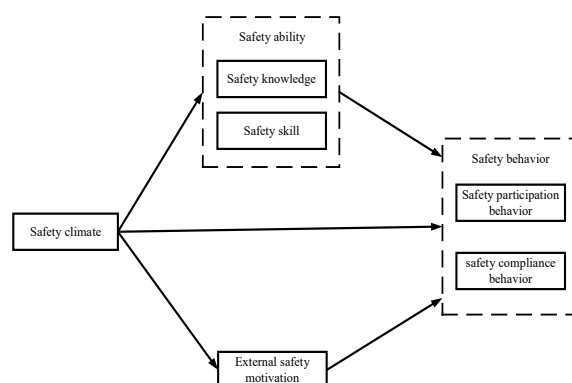 Safety ability
Safety knowledge
Safety skill
Safety behavior
Safety participation
behavior
Safety climate
safety compliance
behavior
External safety
motivation